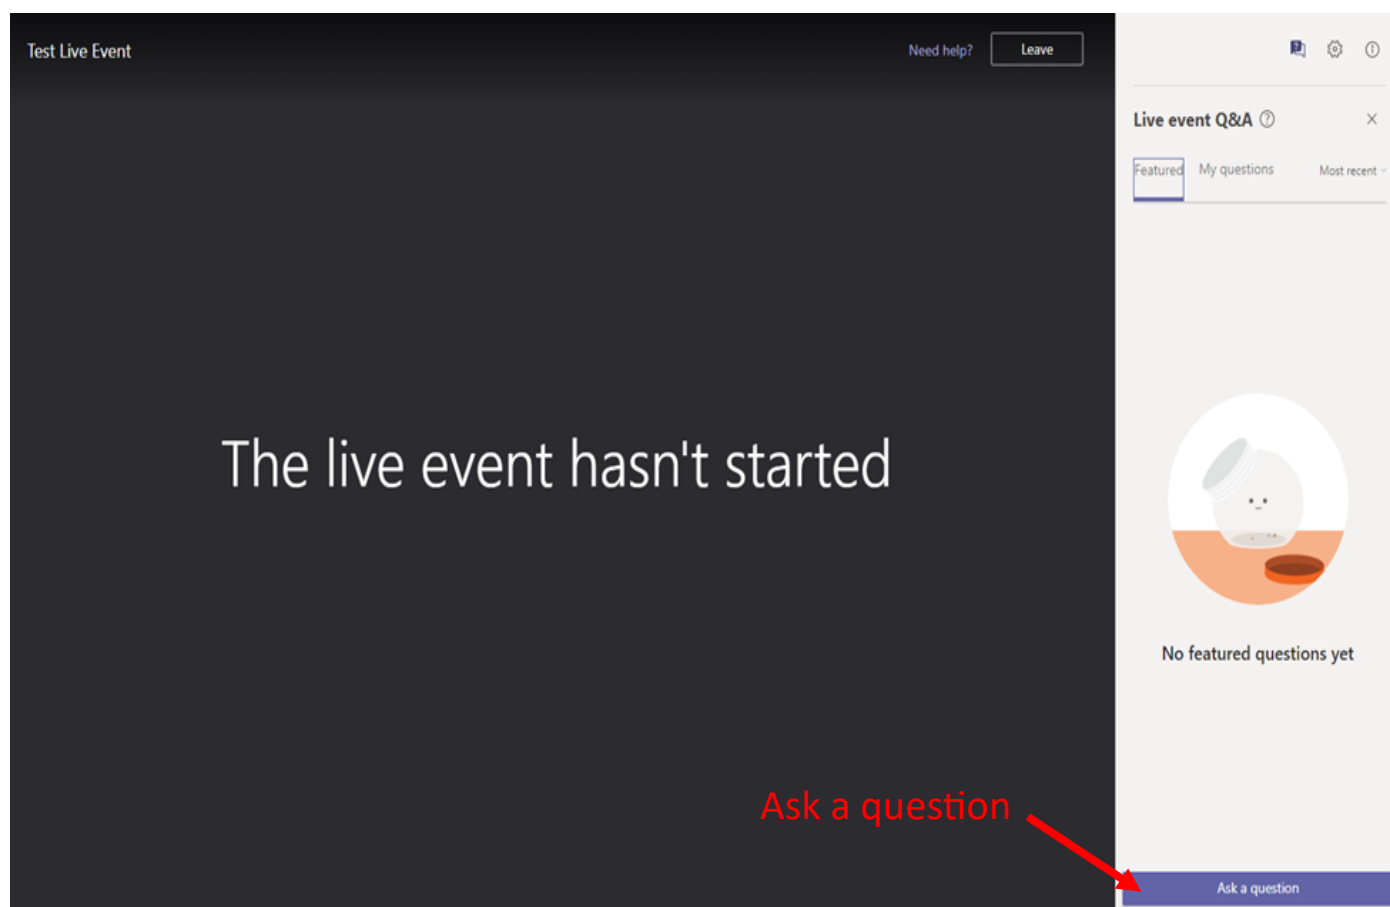 Test Live Event
Need help?
Leave
Live event Q&A
Featured
My questions
Most recent
The live event hasn't started
No featured questions yet
Ask a question
Ask a question